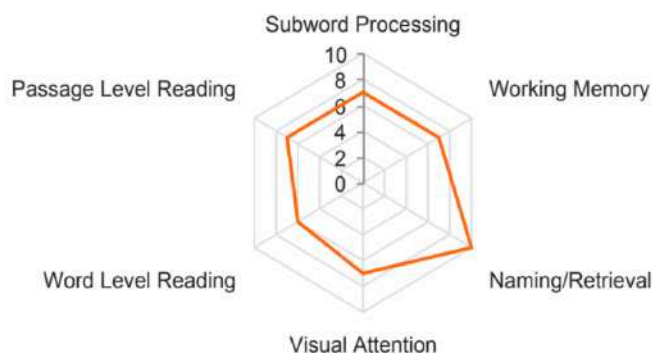 Subword Processing
10
Passage Level Reading
8
Working Memory
6
4
2
0
Word Level Reading
Naming/Retrieval
Visual Attention